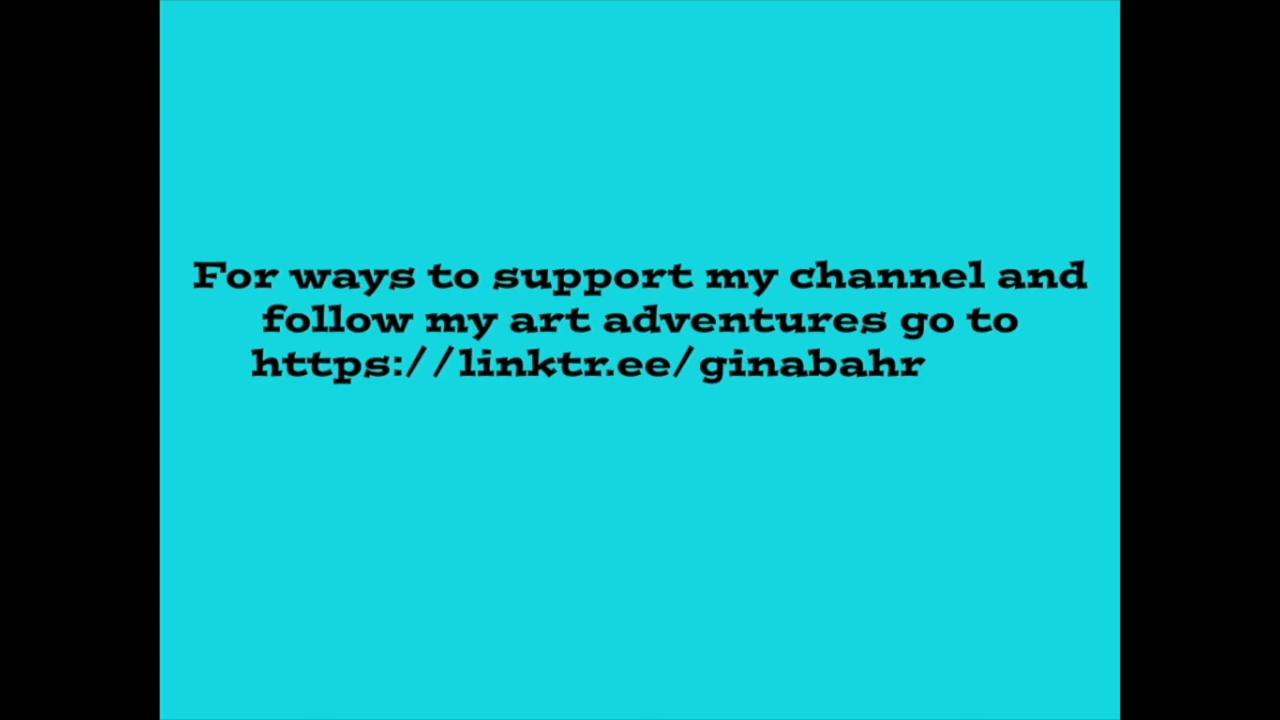 For ways to support my channel and
follow my art adventures go to
https://linktr.ee/ginabahr